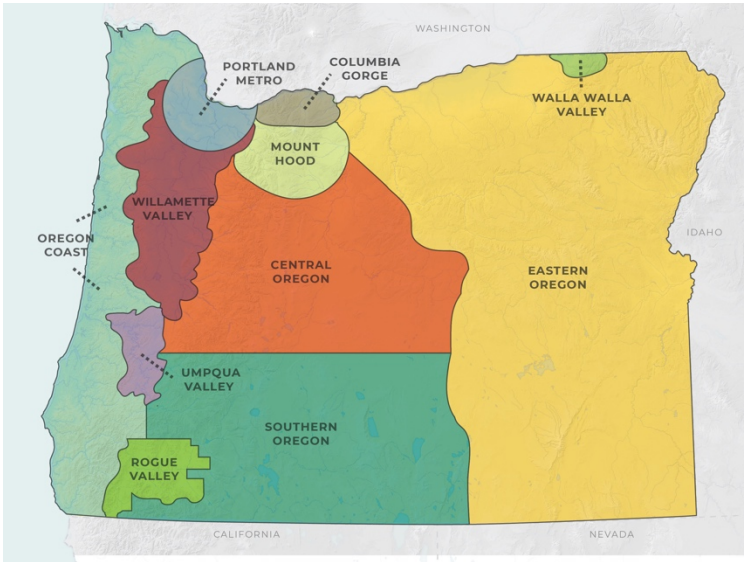 WASHINGTON
PORTLAND
METRO
COLUMBIA
GORGE
WALLA WALLA
VALLEY
MOUNT
HOOD
WILLAMETTE
VALLEY
OREGON
COAST
IDAHO
CENTRAL
OREGON
EASTERN
OREGON
UMPQUA
VALLEY
SOUTHERN
OREGON
ROGUE
VALLEY
CALIFORNIA
NEVADA